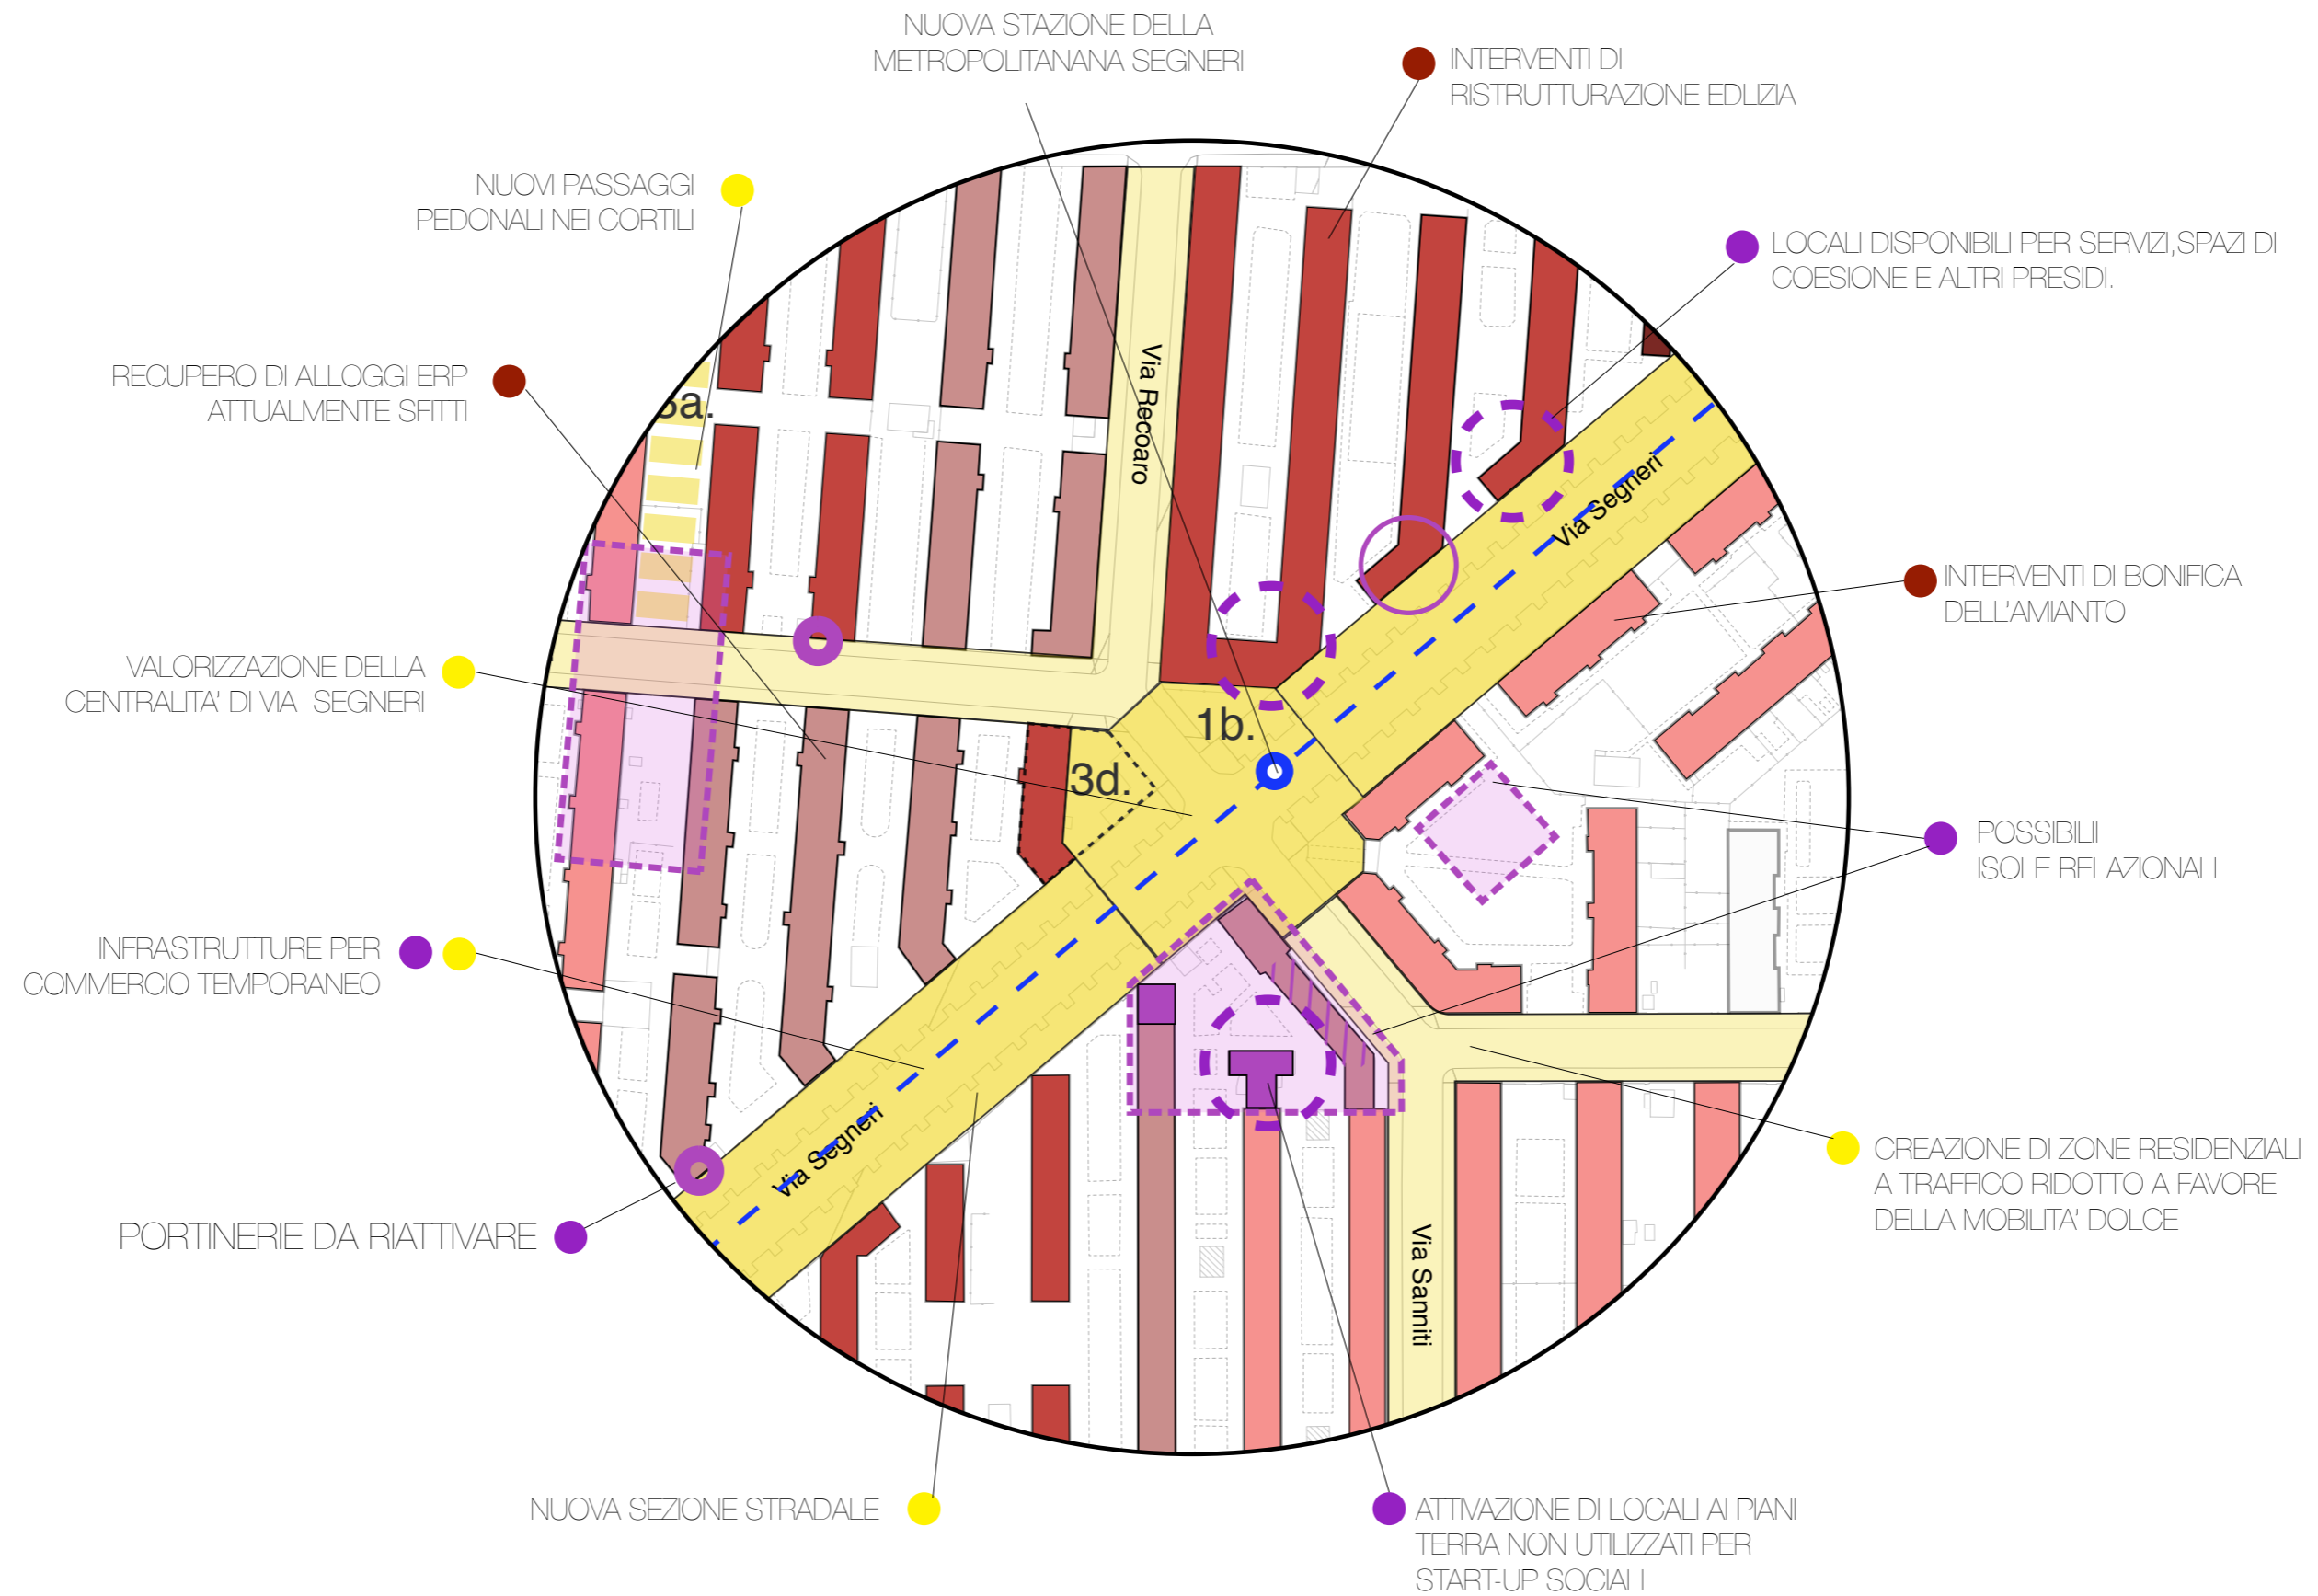 NUOVA STAZIONE DELLA
METROPOLITANANA SEGNERI
INTERVENTI DI
RISTRUTTURAZIONE EDLIZIA
NUOVI PASSAGGI
PEDONALI NEI CORTILI
LOCALI DISPONIBILI PER SERVIZI,SPAZI DI
COESIONE E ALTRI PRESIDI.
RECUPERO DI ALLOGGI ERP
ATTUALMENTE SFITTI
a.
Via Recoaro
Via Segneri
INTERVENTI DI BONIFICA
DELL'AMIANTO
VALORIZZAZIONE DELLA
CENTRALITA' DI VIA SEGNERI
1b.
3d.
POSSIBILI
ISOLE RELAZIONALI
INFRASTRUTTURE PER
COMMERCIO TEMPORANEO
Via Segneri
CREAZIONE DI ZONE RESIDENZIALI
A TRAFFICO RIDOTTO A FAVORE
DELLA MOBILITA' DOLCE
PORTINERIE DA RIATTIVARE
Via Sanniti
NUOVA SEZIONE STRADALE
ATTIVAZIONE DI LOCALI AI PIANI
TERRA NON UTILIZZATI PER
START-UP SOCIALI